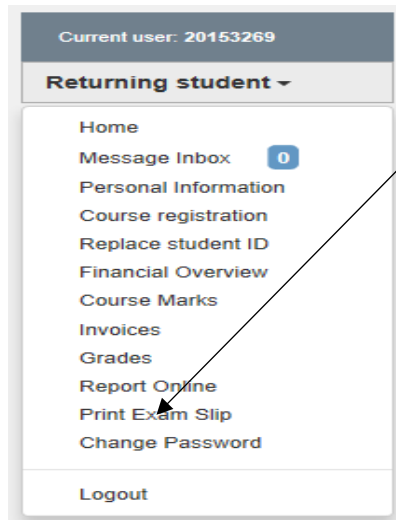 Current user: 20153269
Returning student
Home
Message Inbox 0
Personal Information
Course registration
Replace student ID
Financial Overview
Course Marks
Invoices
Grades
Report Online
Print Exam Slip
Change Password
Logout